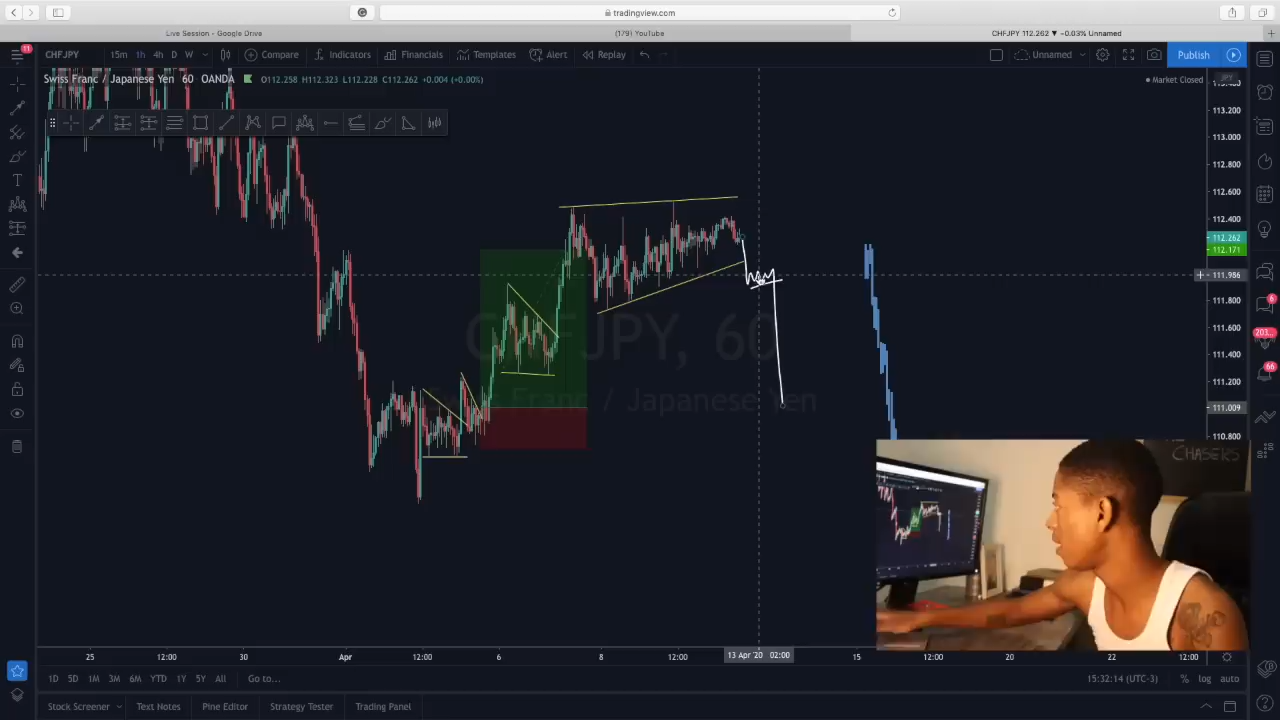 tradingview.com
Live Session - Google Drive
(179) YouTube
CHFJPY 112.262 ▼ −0.03% Unnamed
11
CHFJPY 15m 1h 4h D W Compare Indicators Financials Templates Alert Replay Unnamed Publish
Swiss Franc / Japanese Yen 60 OANDA O112.258 H112.323 L112.228 C112.262 +0.004 (+0.00%)
Market Closed
JPY
113.200
113.000
112.800
112.600
112.400
112.262
112.171
111.986
111.800
111.600
111.400
111.200
111.009
110.800
CHFJPY, 60
Swiss Franc / Japanese Yen
6
203
66
CHASERS
25 12:00 30 Apr 12:00 6 8 12:00 13 Apr '20 02:00 15 12:00 20 22 12:00
1D 5D 1M 3M 6M YTD 1Y 5Y All Go to... 15:32:14 (UTC-3) % log auto
Stock Screener Text Notes Pine Editor Strategy Tester Trading Panel